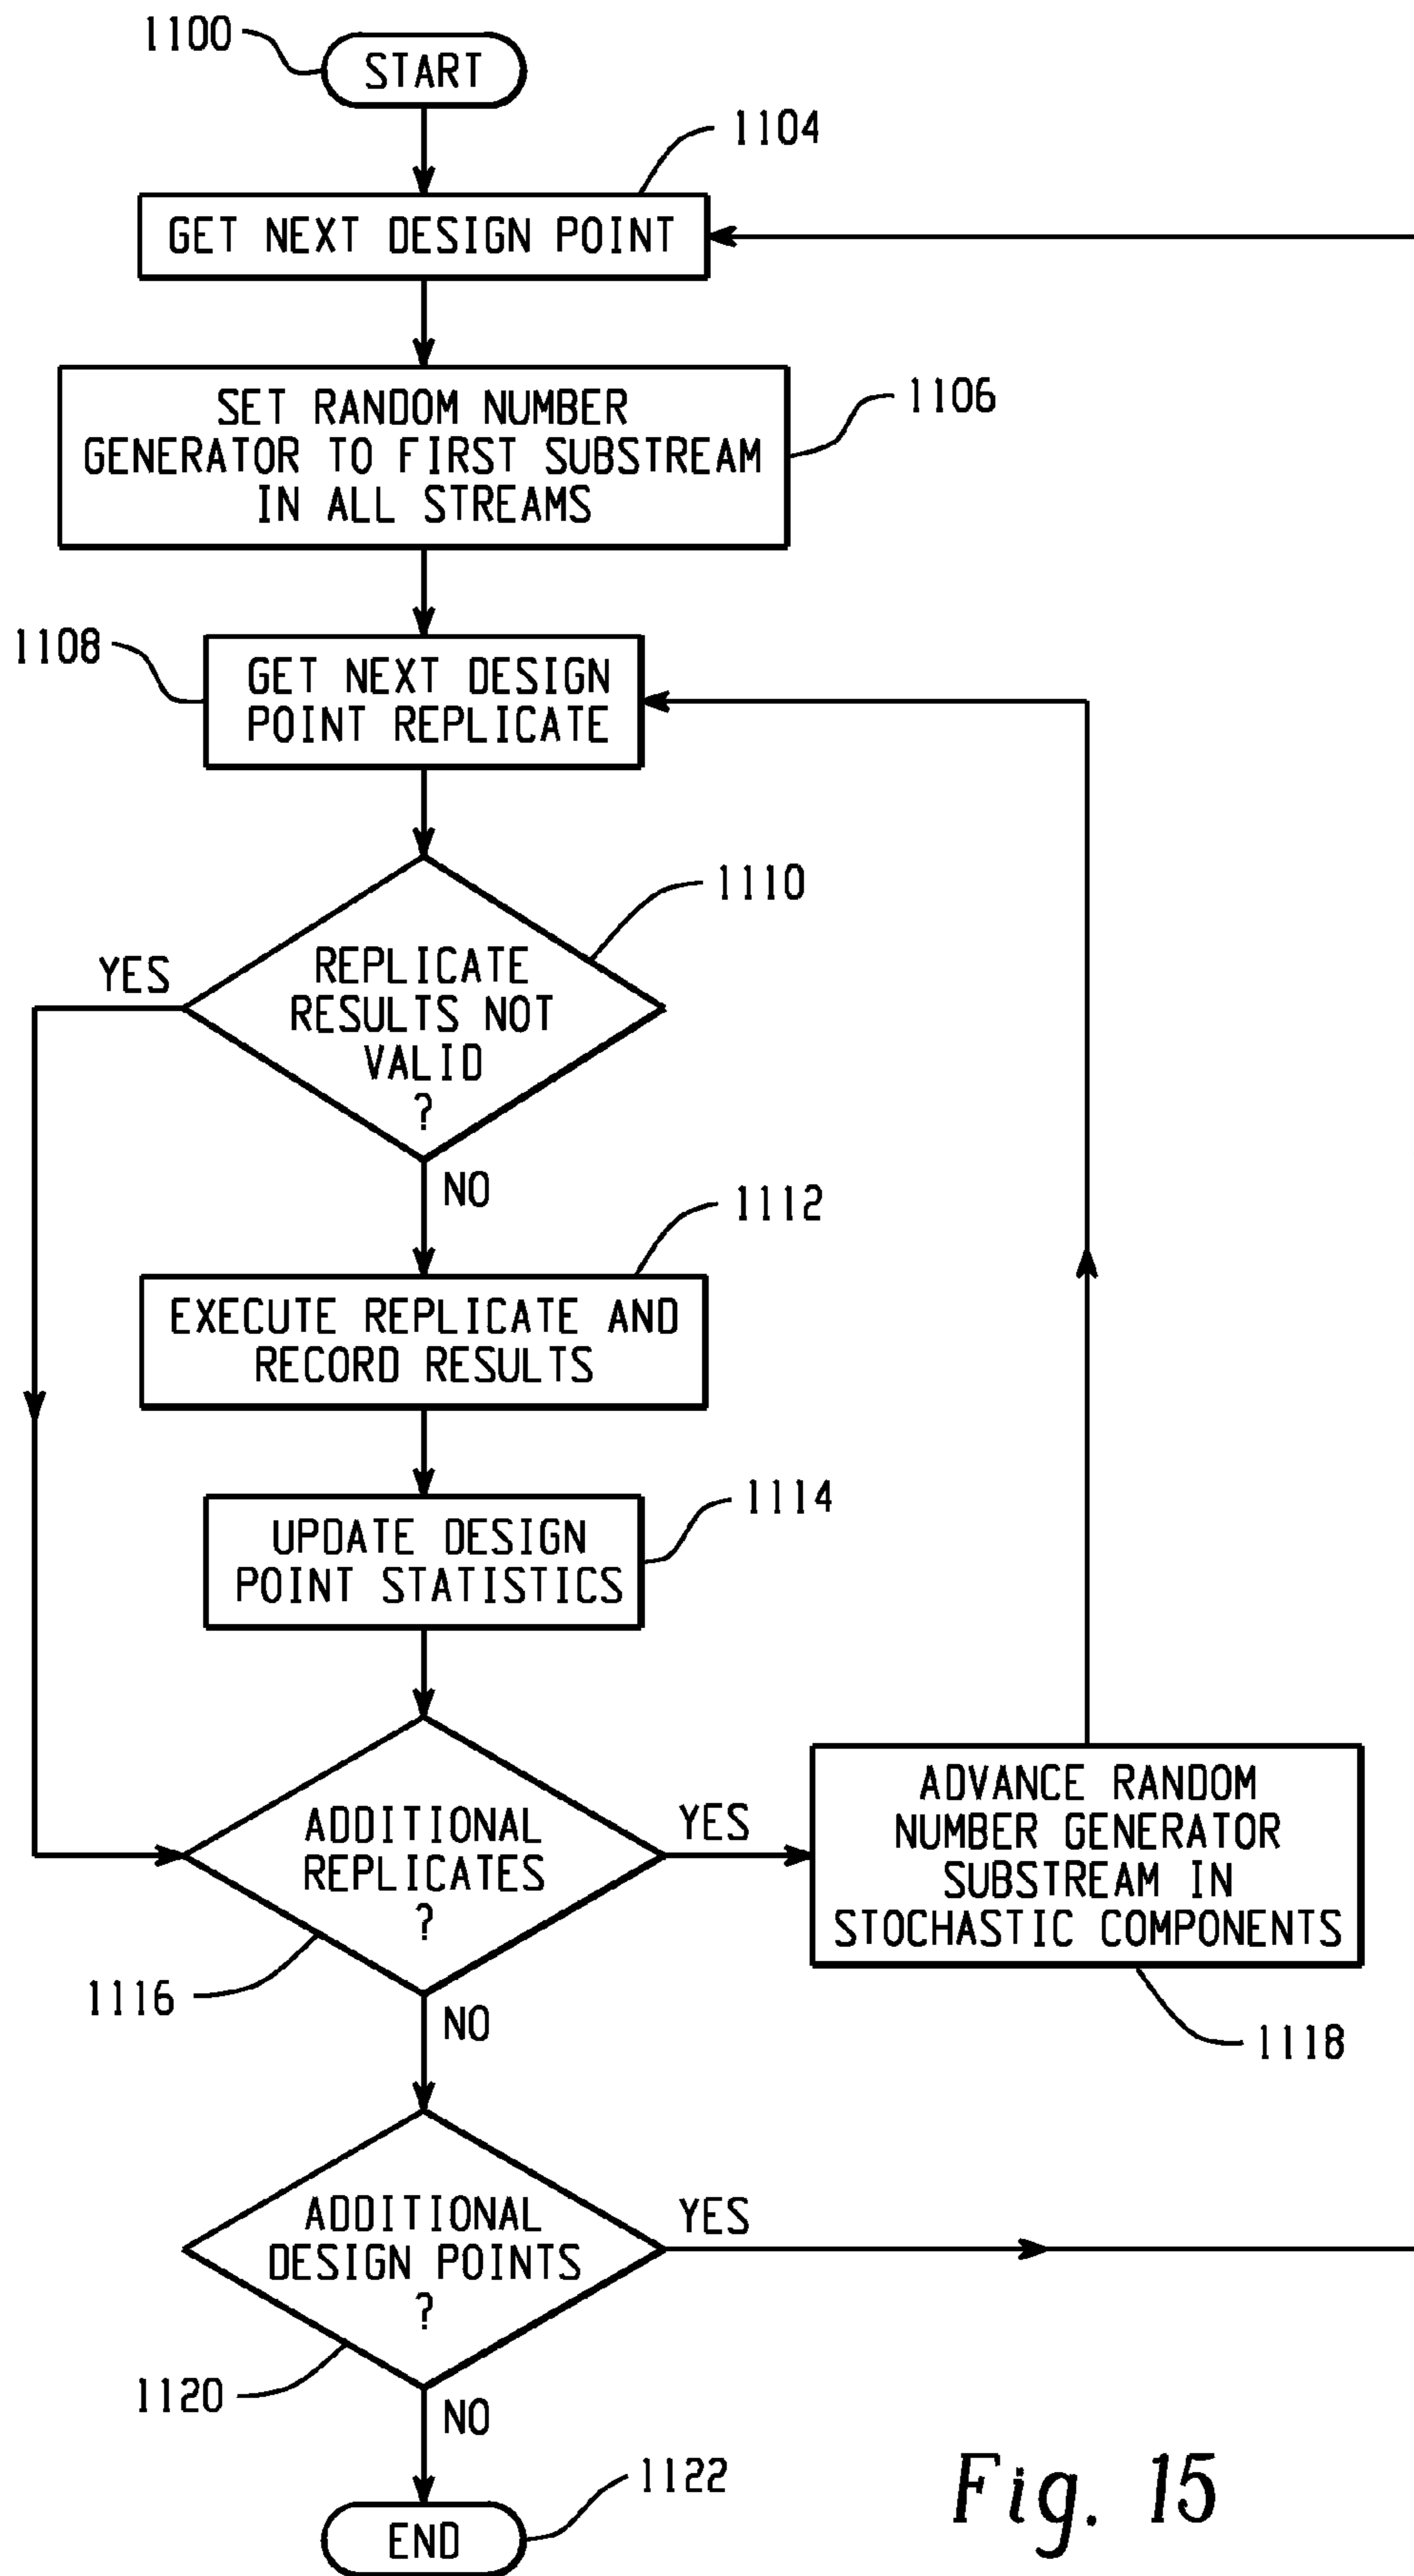 1100
START
1104
GET NEXT DESIGN POINT
1106
SET RANDOM NUMBER
GENERATOR TO FIRST SUBSTREAM
IN ALL STREAMS
1108
GET NEXT DESIGN
POINT REPLICATE
1110
YES
REPLICATE
RESULTS NOT
VALID
?
NO
1112
EXECUTE REPLICATE AND
RECORD RESULTS
1114
UPDATE DESIGN
POINT STATISTICS
ADDITIONAL
REPLICATES
?
YES
1116
NO
ADVANCE RANDOM
NUMBER GENERATOR
SUBSTREAM IN
STOCHASTIC COMPONENTS
1118
ADDITIONAL
DESIGN POINTS
?
YES
1120
NO
1122
END
Fig. 15